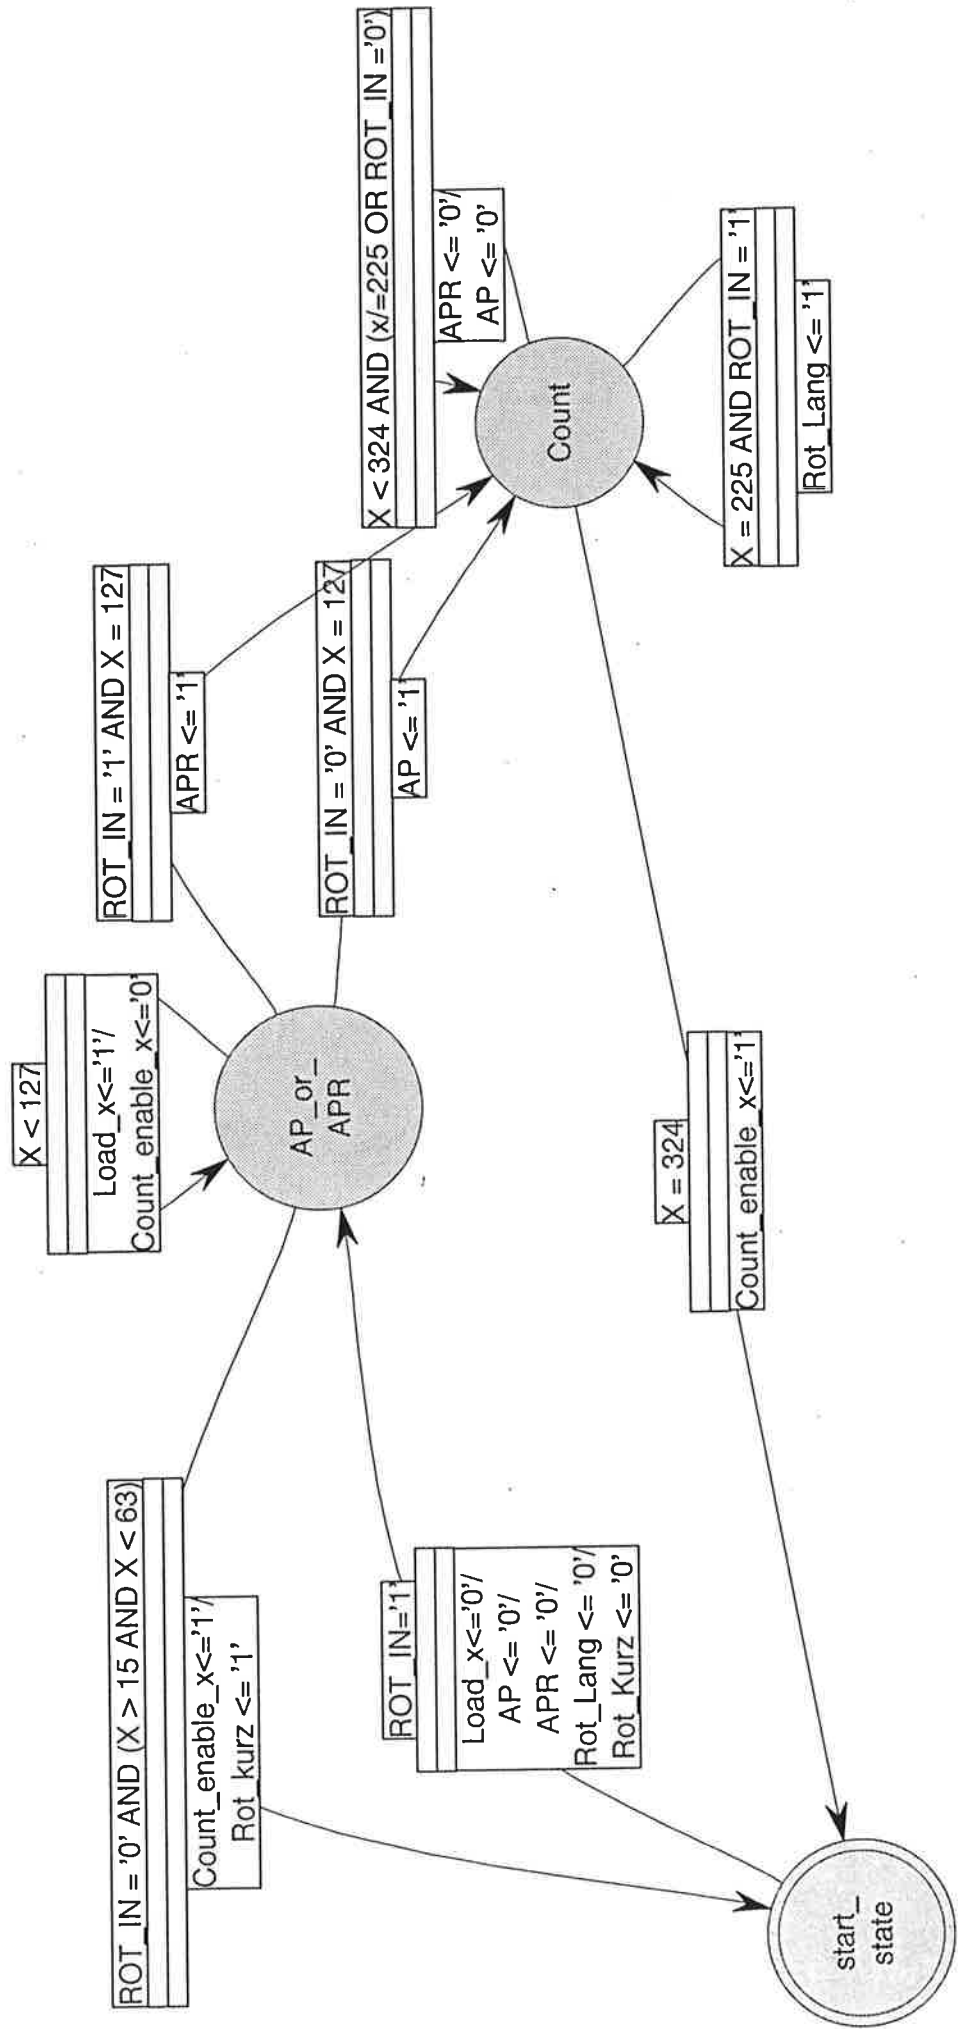 X < 127
Load_x<='1'/
Count_enable_x<='0'
ROT_IN = '0' AND (X > 15 AND X < 63)
Count_enable_x<='1'/
Rot_kurz <= '1'
ROT_IN = '1' AND X = 127
APR <= '1'
ROT_IN = '0' AND X = 127
AP <= '1'
X < 324 AND (x/=225 OR ROT_IN ='0')
APR <= '0'/
AP <= '0'
AP_or_
APR
Count
ROT_IN='1'
Load_x<='0'/
AP <= '0'/
APR <= '0'/
Rot_Lang <= '0'/
Rot_Kurz <= '0'
X = 324
Count_enable_x<='1'
X = 225 AND ROT_IN = '1'
Rot_Lang <= '1'
start_
state